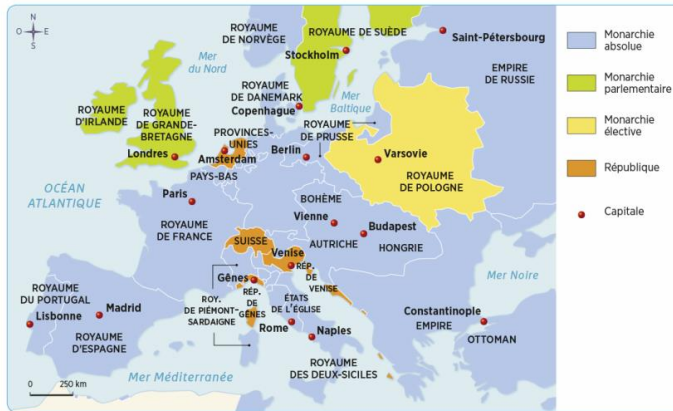 N
O
E
S
ROYAUME
DE NORVÈGE
ROYAUME DE SUÈDE
Stockholm
Saint-Pétersbourg
EMPIRE
DE RUSSIE
Mer
du Nord
ROYAUME
DE DANEMARK
Copenhague
Mer
Baltique
ROYAUME
D'IRLANDE
ROYAUME
DE GRANDE-
BRETAGNE
Londres
PROVINCES-
UNIES
Amsterdam
PAYS-BAS
ROYAUME
DE PRUSSE
Berlin
Varsovie
ROYAUME
DE POLOGNE
OCÉAN
ATLANTIQUE
Paris
ROYAUME
DE FRANCE
BOHÈME
Vienne
AUTRICHE
Budapest
HONGRIE
SUISSE
Venise
RÉP.
DE
VENISE
Gênes
RÉP.
DE
GÊNES
ROY.
DE PIÉMONT-
SARDAIGNE
ÉTATS
DE L'ÉGLISE
Rome
Naples
ROYAUME
DES DEUX-SICILES
ROYAUME
DU PORTUGAL
Lisbonne
Madrid
ROYAUME
D'ESPAGNE
Mer Noire
Constantinople
EMPIRE
OTTOMAN
Mer Méditerranée
0 250 km
Monarchie
absolue
Monarchie
parlementaire
Monarchie
élective
République
Capitale